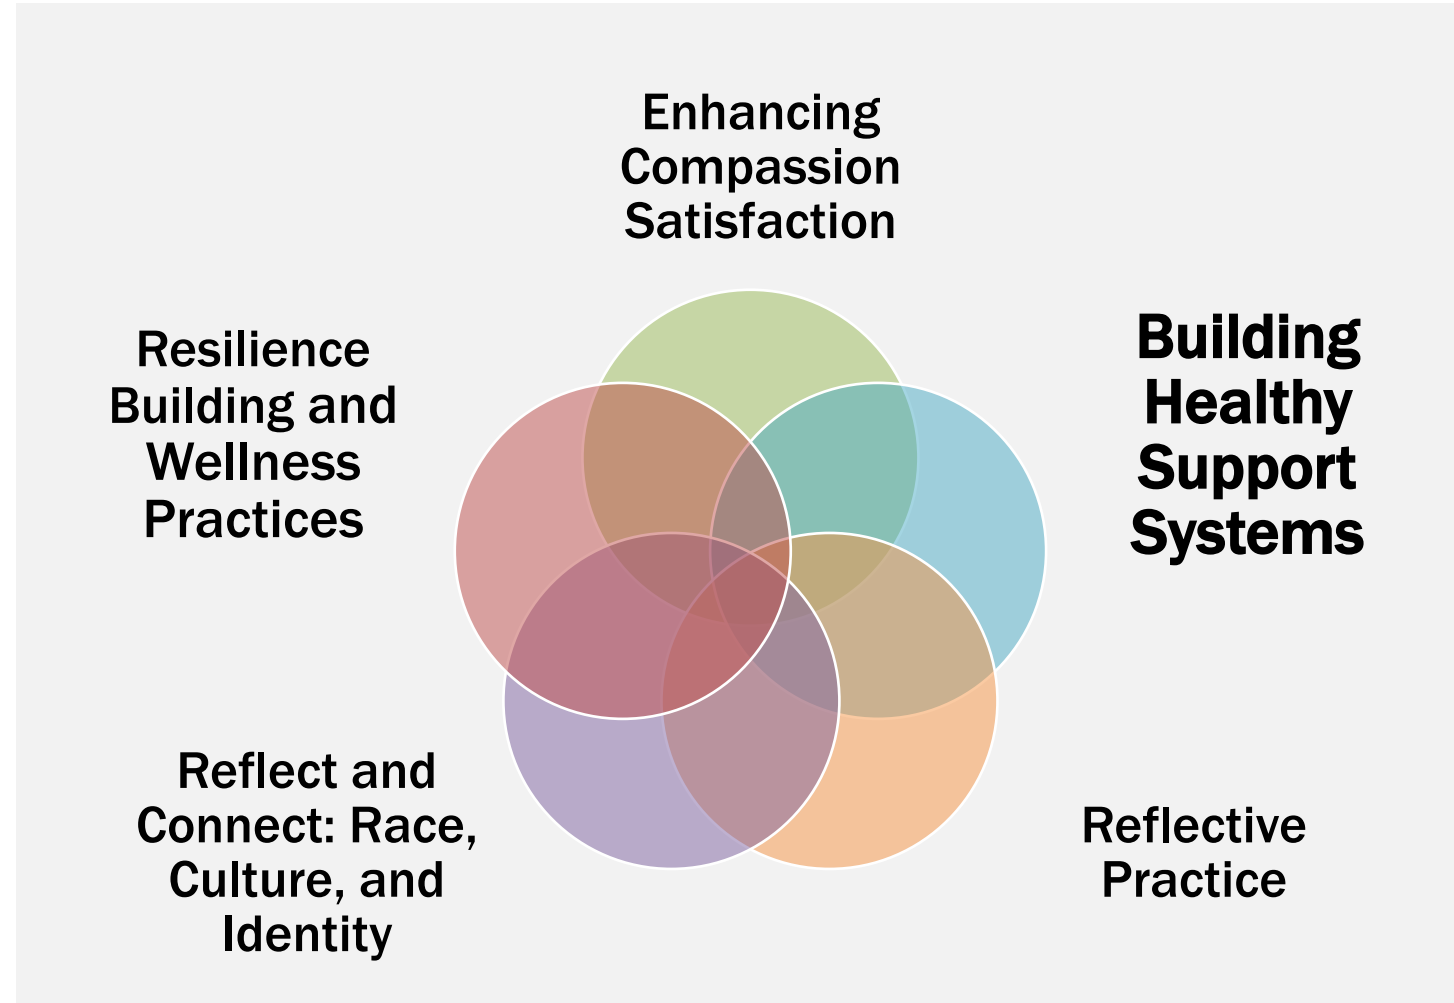 Enhancing
Compassion
Satisfaction
Building
Healthy
Support
Systems
Reflective
Practice
Reflect and
Connect: Race,
Culture, and
Identity
Resilience
Building and
Wellness
Practices